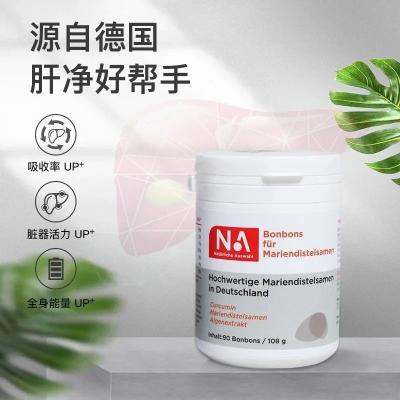 源自德国
肝净好帮手
吸收率 UP⁺
脏器活力 UP⁺
全身能量 UP⁺
NA
Natürliche Auswahl
Bonbons
für
Mariendistelsamen
Hochwertige Mariendistelsamen
in Deutschland
Curcumin
Mariendistelsamen
Algenextrakt
Inhalt:90 Bonbons / 108 g